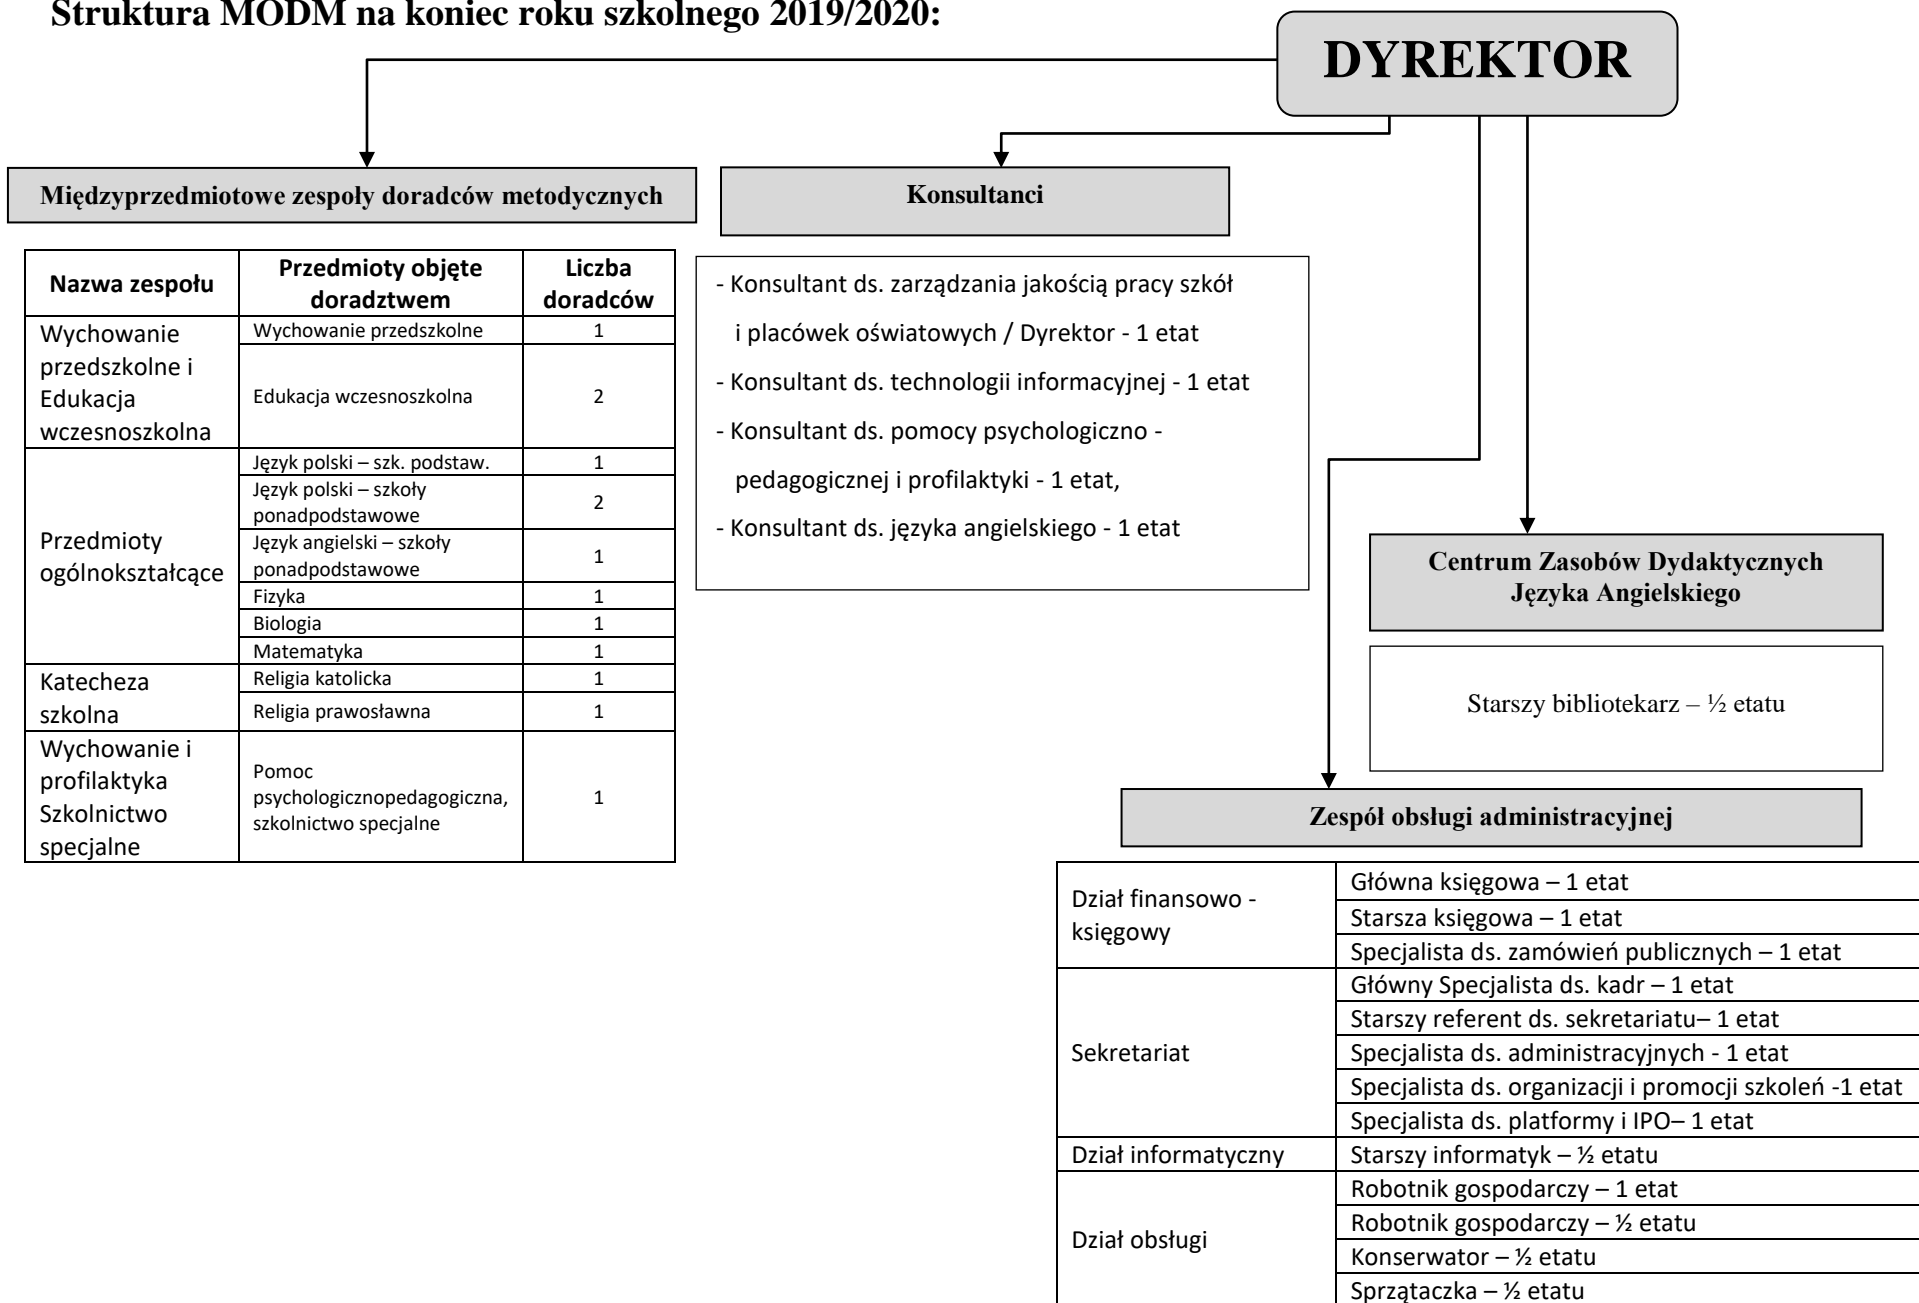 Struktura MODM na koniec roku szkolnego 2019/2020:
DYREKTOR
Międzyprzedmiotowe zespoły doradców metodycznych
Nazwa zespołu
Przedmioty objęte
doradztwem
Liczba
doradców
Wychowanie
przedszkolne i
Edukacja
wczesnoszkolna
Wychowanie przedszkolne
1
Edukacja wczesnoszkolna
2
Przedmioty
ogólnokształcące
Język polski – szk. podstaw.
1
Język polski – szkoły
ponadpodstawowe
2
Język angielski – szkoły
ponadpodstawowe
1
Fizyka
1
Biologia
1
Matematyka
1
Katecheza
szkolna
Religia katolicka
1
Religia prawosławna
1
Wychowanie i
profilaktyka
Szkolnictwo
specjalne
Pomoc
psychologicznopedagogiczna,
szkolnictwo specjalne
1
Konsultanci
- Konsultant ds. zarządzania jakością pracy szkół
i placówek oświatowych / Dyrektor - 1 etat
- Konsultant ds. technologii informacyjnej - 1 etat
- Konsultant ds. pomocy psychologiczno -
pedagogicznej i profilaktyki - 1 etat,
- Konsultant ds. języka angielskiego - 1 etat
Centrum Zasobów Dydaktycznych
Języka Angielskiego
Starszy bibliotekarz – ½ etatu
Zespół obsługi administracyjnej
Dział finansowo -
księgowy
Główna księgowa – 1 etat
Starsza księgowa – 1 etat
Specjalista ds. zamówień publicznych – 1 etat
Sekretariat
Główny Specjalista ds. kadr – 1 etat
Starszy referent ds. sekretariatu– 1 etat
Specjalista ds. administracyjnych - 1 etat
Specjalista ds. organizacji i promocji szkoleń -1 etat
Specjalista ds. platformy i IPO– 1 etat
Dział informatyczny
Starszy informatyk – ½ etatu
Dział obsługi
Robotnik gospodarczy – 1 etat
Robotnik gospodarczy – ½ etatu
Konserwator – ½ etatu
Sprzątaczka – ½ etatu